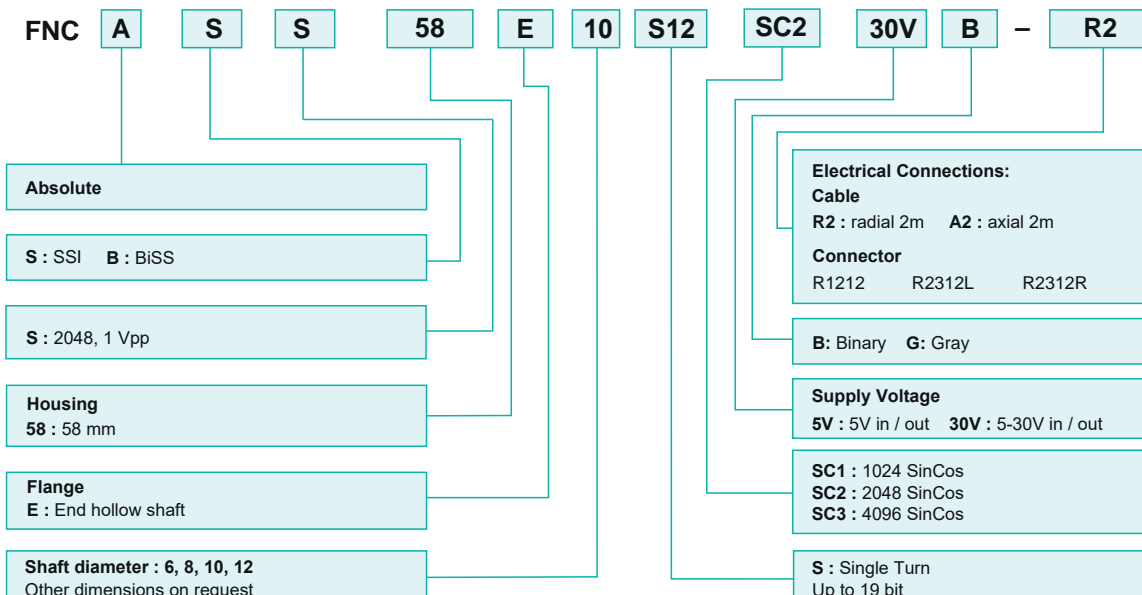 FNC A S S 58 E 10 S12 SC2 30V B – R2
Absolute
S : SSI B : BiSS
S : 2048, 1 Vpp
Housing
58 : 58 mm
Flange
E : End hollow shaft
Shaft diameter : 6, 8, 10, 12
Other dimensions on request
Electrical Connections:
Cable
R2 : radial 2m A2 : axial 2m
Connector
R1212 R2312L R2312R
B: Binary G: Gray
Supply Voltage
5V : 5V in / out 30V : 5-30V in / out
SC1 : 1024 SinCos
SC2 : 2048 SinCos
SC3 : 4096 SinCos
S : Single Turn
Up to 19 bit